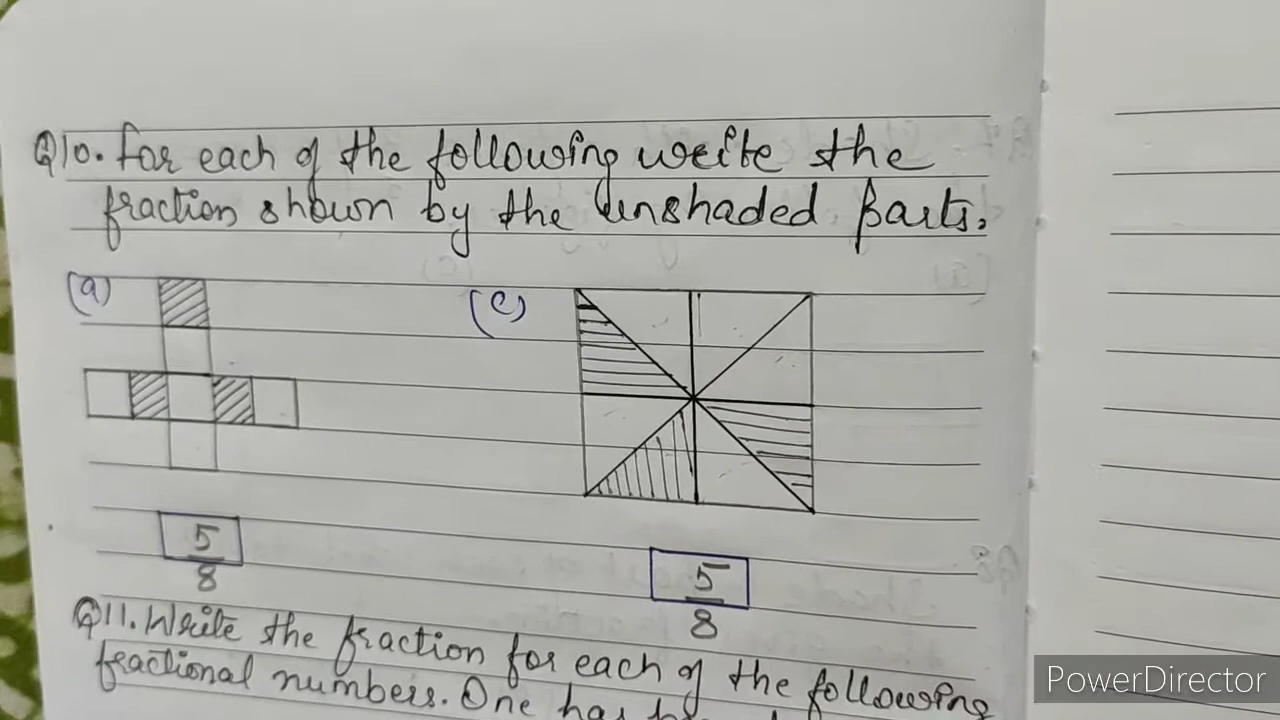 Q10. For each of the following write the
fraction shown by the unshaded parts.
(a)
(c)
5/8
5/8
Q11. Write the fraction for each of the following
fractional numbers. One has
PowerDirector